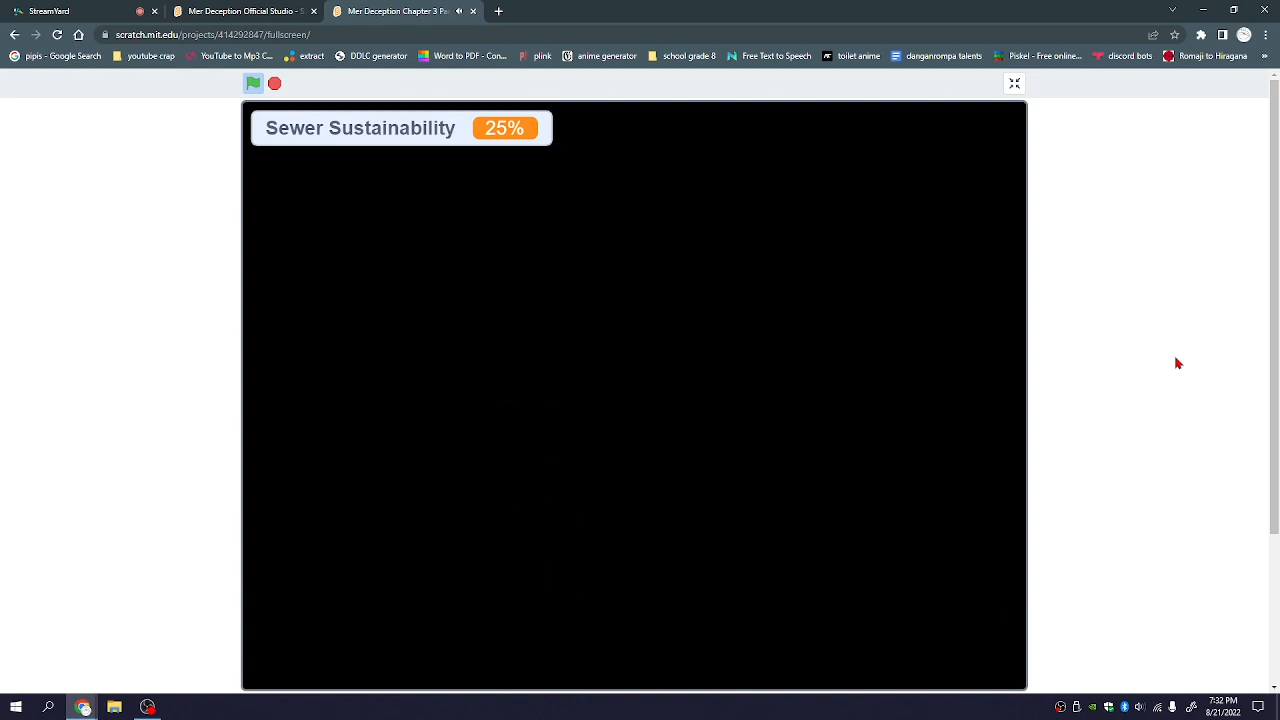 StreamYard
Mer Deception Official Studio - S
Mer Deception Chapter 3 Pa
scratch.mit.edu/projects/414292847/fullscreen/
pipis - Google Search
youtube crap
YouTube to Mp3 C...
extract
DDLC generator
Word to PDF - Con...
plink
anime generator
school grade 8
Free Text to Speech
toilet anime
danganronpa talents
Piskel - Free online...
discord bots
Romaji to Hiragana
Sewer Sustainability 25%
7:32 PM
8/21/2022